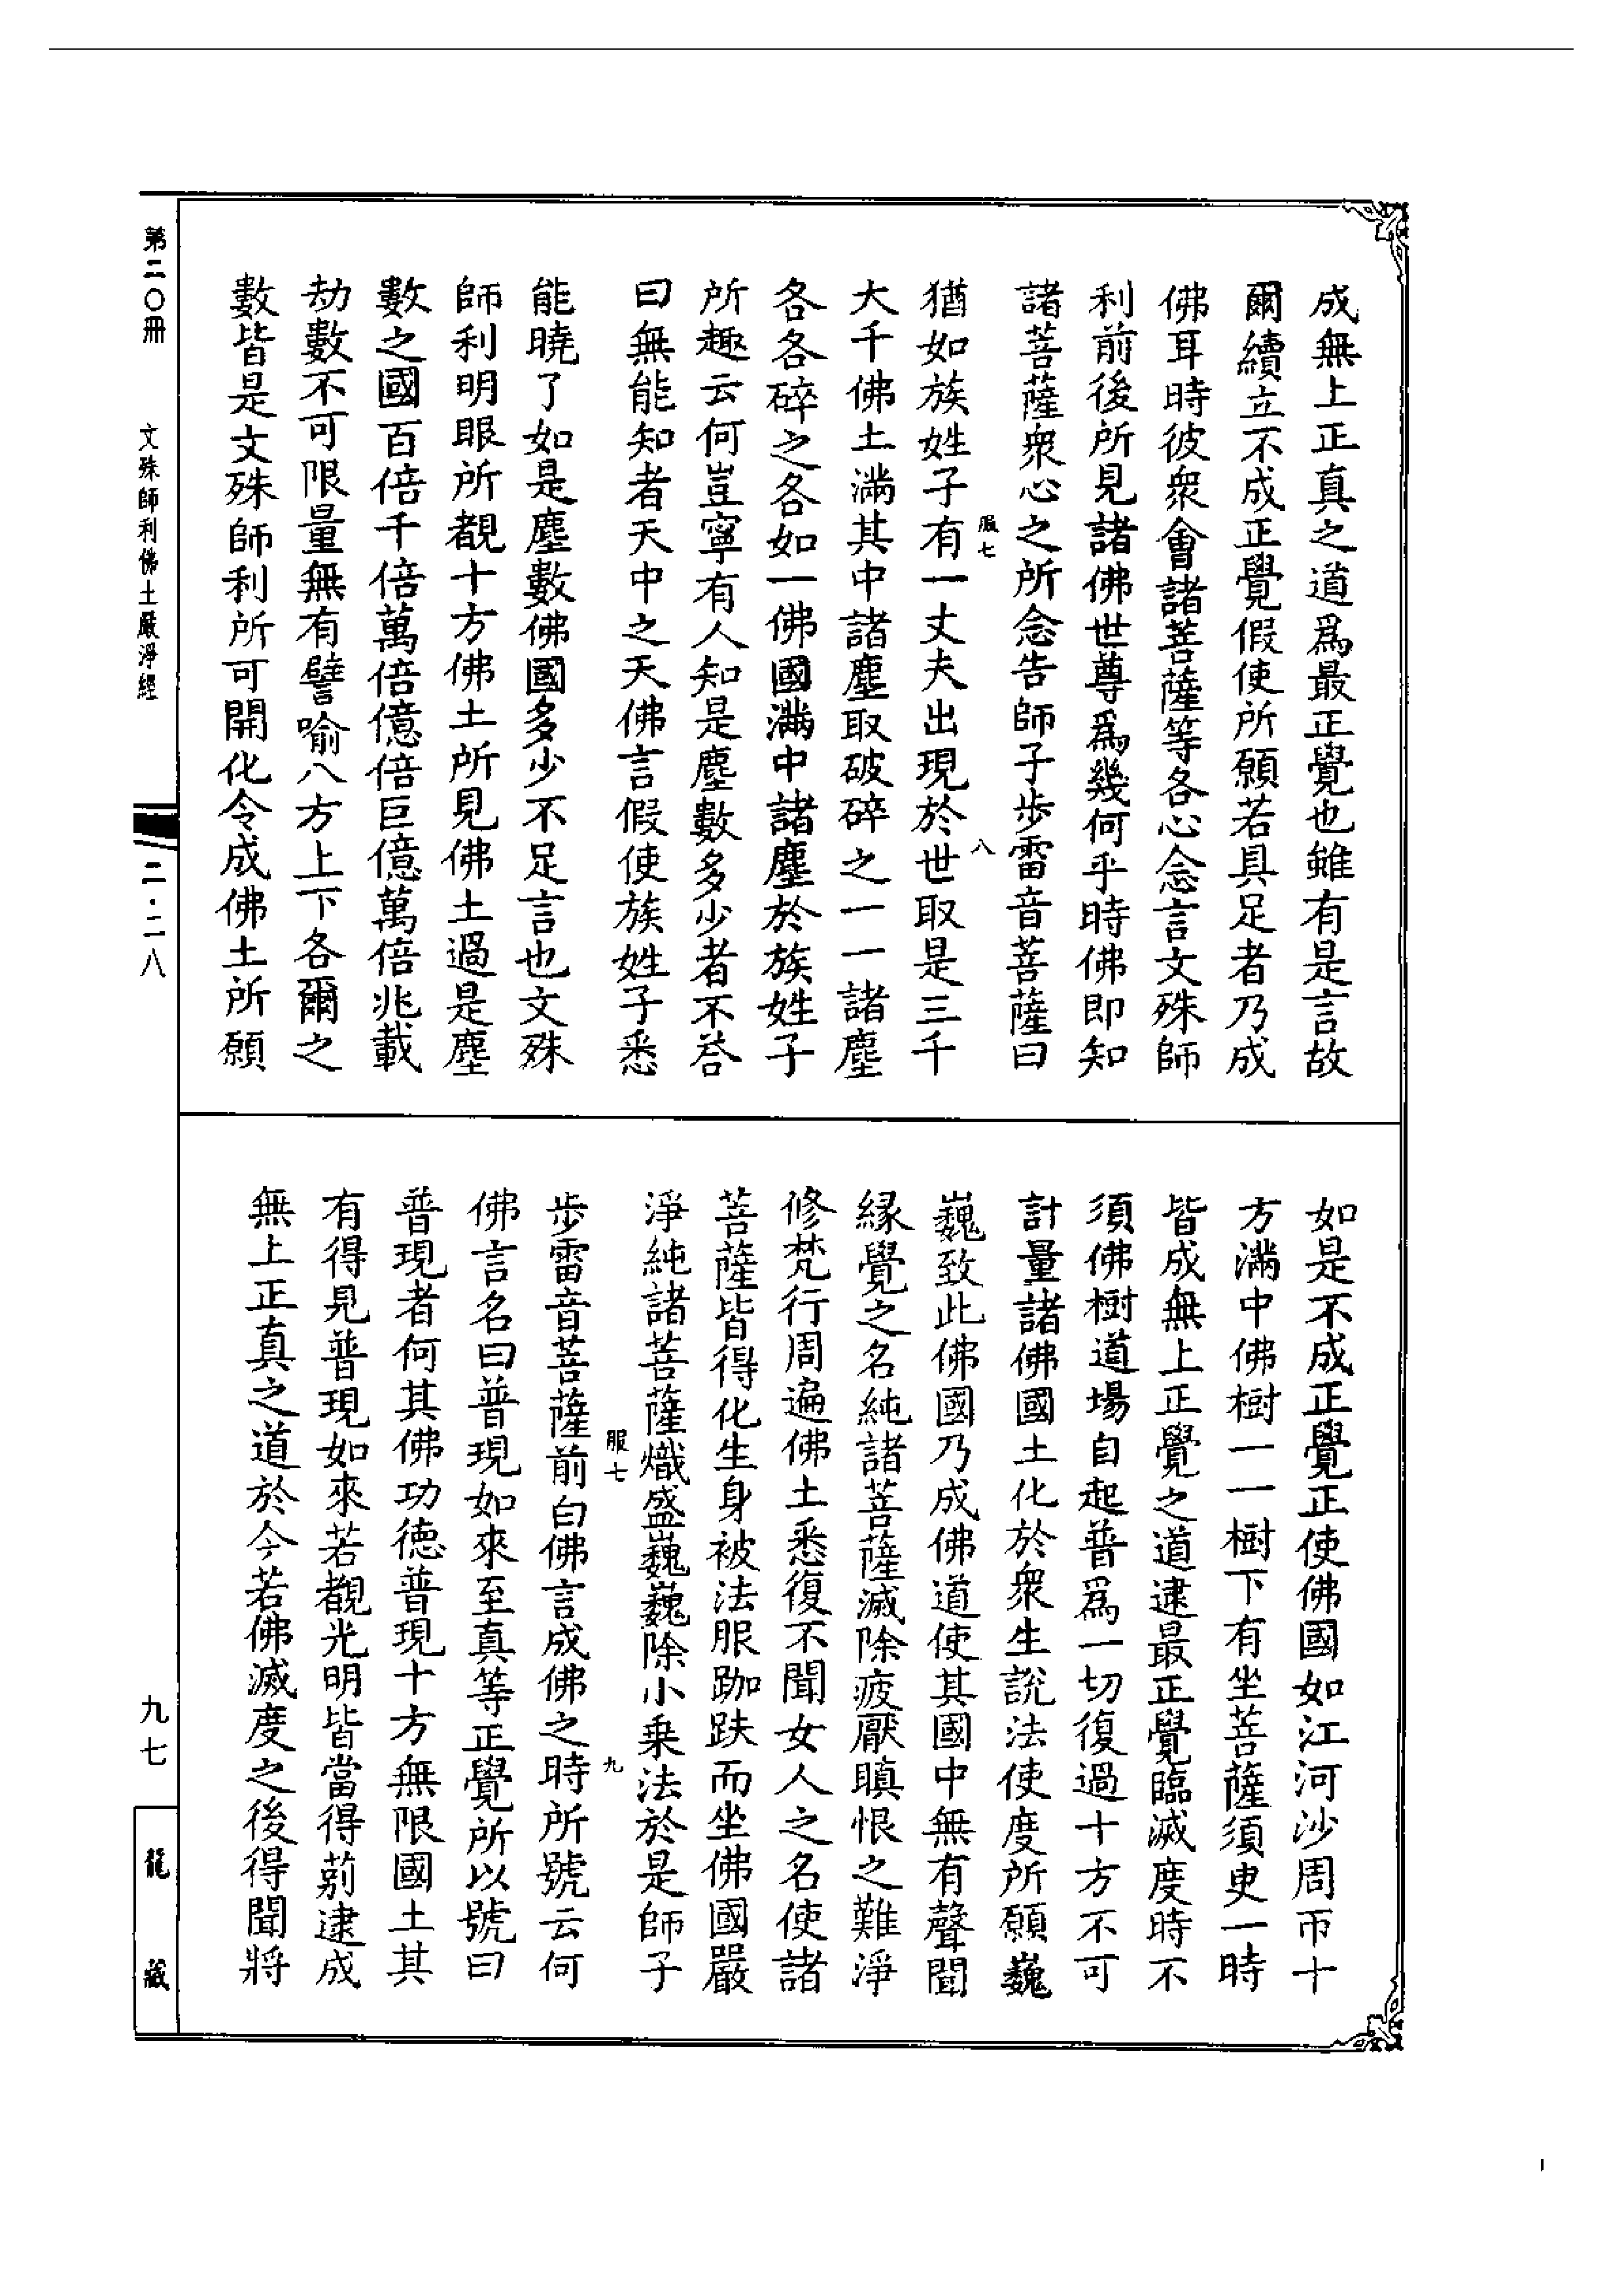 成無上正真之道爲最正覺也雖有是言故
爾續立不成正覺假使所願若具足者乃成
佛耳時彼衆會諸菩薩等各心念言文殊師
利前後所見諸佛世尊爲幾何乎時佛即知
諸菩薩衆心之所念告師子步雷音菩薩曰
服七
八
猶如族姓子有一丈夫出現於世取是三千
大千佛土滿其中諸塵取破碎之一一諸塵
各各碎之各如一佛國滿中諸塵於族姓子
所趣云何豈寧有人知是塵數多少者不荅
曰無能知者天中之天佛言假使族姓子悉
能曉了如是塵數佛國多少不足言也文殊
師利明眼所覩十方佛土所見佛土過是塵
數之國百倍千倍萬倍億倍巨億萬倍兆載
劫數不可限量無有譬喻八方上下各爾之
數皆是文殊師利所可開化令成佛土所願
如是不成正覺正使佛國如江河沙周帀十
方滿中佛樹一一樹下有坐菩薩須臾一時
皆成無上正覺之道逮最正覺臨滅度時不
須佛樹道場自起普爲一切復過十方不可
計量諸佛國土化於衆生說法使度所願巍
巍致此佛國乃成佛道使其國中無有聲聞
緣覺之名純諸菩薩滅除疲厭瞋恨之難淨
修梵行周遍佛土悉復不聞女人之名使諸
菩薩皆得化生身被法服跏趺而坐佛國嚴
淨純諸菩薩熾盛巍巍除小乗法於是師子
服七
九
步雷音菩薩前白佛言成佛之時所號云何
佛言名曰普現如來至真等正覺所以號曰
普現者何其佛功德普現十方無限國土其
有得見普現如來若覩光明皆當得莂逮成
無上正真之道於今若佛滅度之後得聞將
第二〇冊
文殊師利佛土嚴淨經
二·二八
九七
龍藏